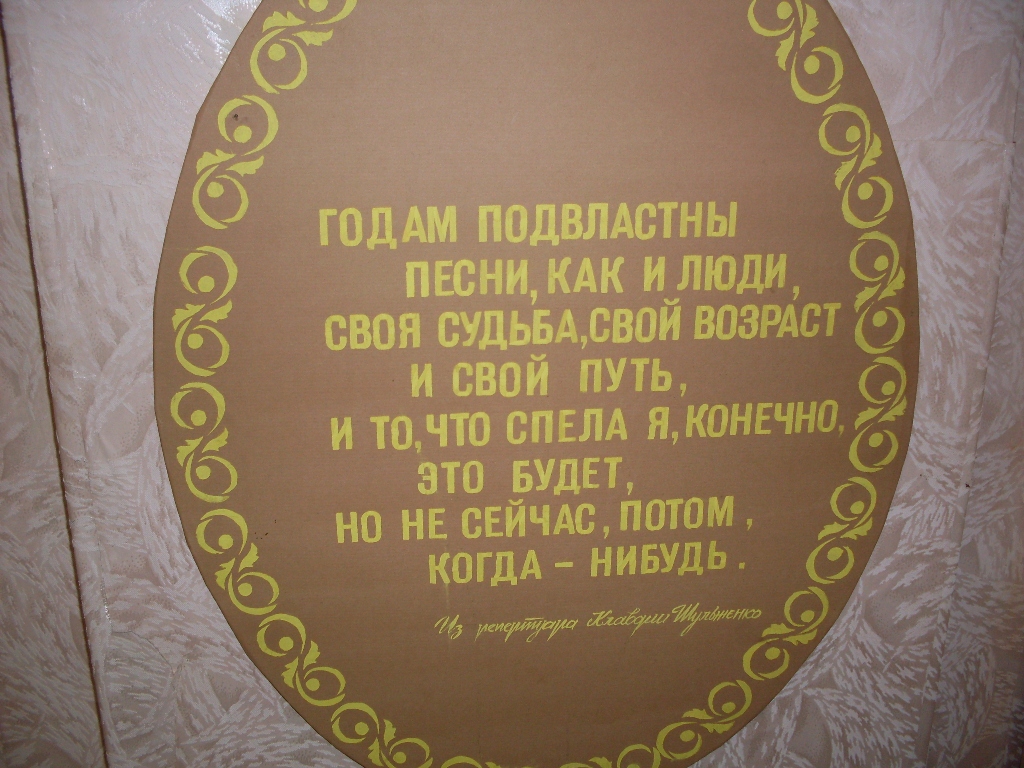 ГОДАМ ПОДВЛАСТНЫ
ПЕСНИ, КАК И ЛЮДИ,
СВОЯ СУДЬБА, СВОЙ ВОЗРАСТ
И СВОЙ ПУТЬ,
И ТО, ЧТО СПЕЛА Я, КОНЕЧНО,
ЭТО БУДЕТ,
НО НЕ СЕЙЧАС, ПОТОМ,
КОГДА - НИБУДЬ.
Из репертуара Клавдии Шульженко